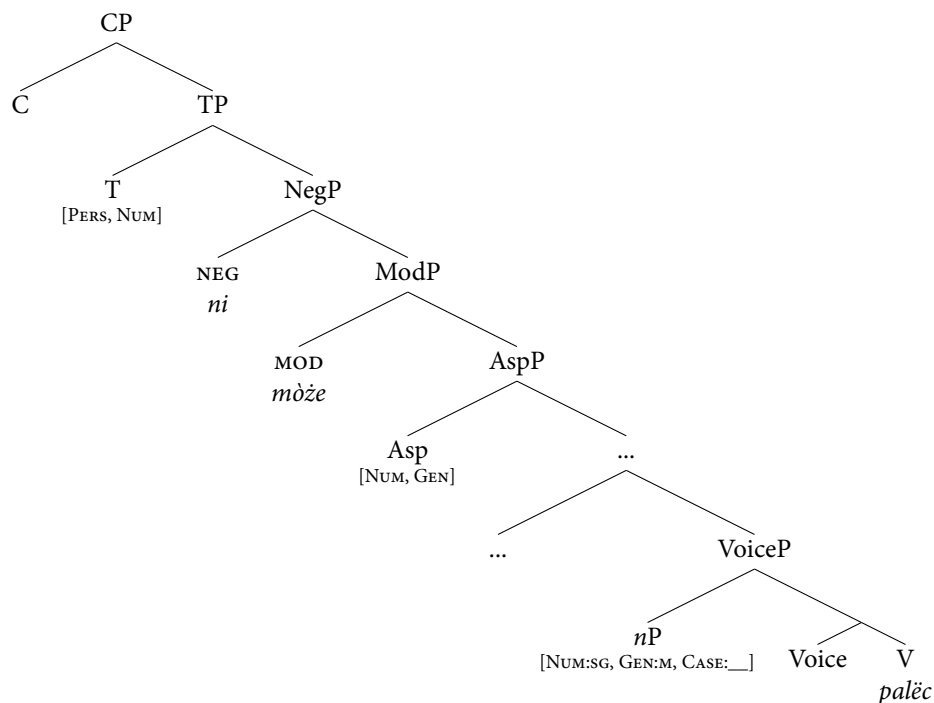 CP
C TP
T NegP
[PERS, NUM]
NEG ModP
ni
MOD AspP
mòże
Asp ...
[NUM, GEN]
... VoiceP
nP Voice V
[NUM:SG, GEN:M, CASE:__]
palëc